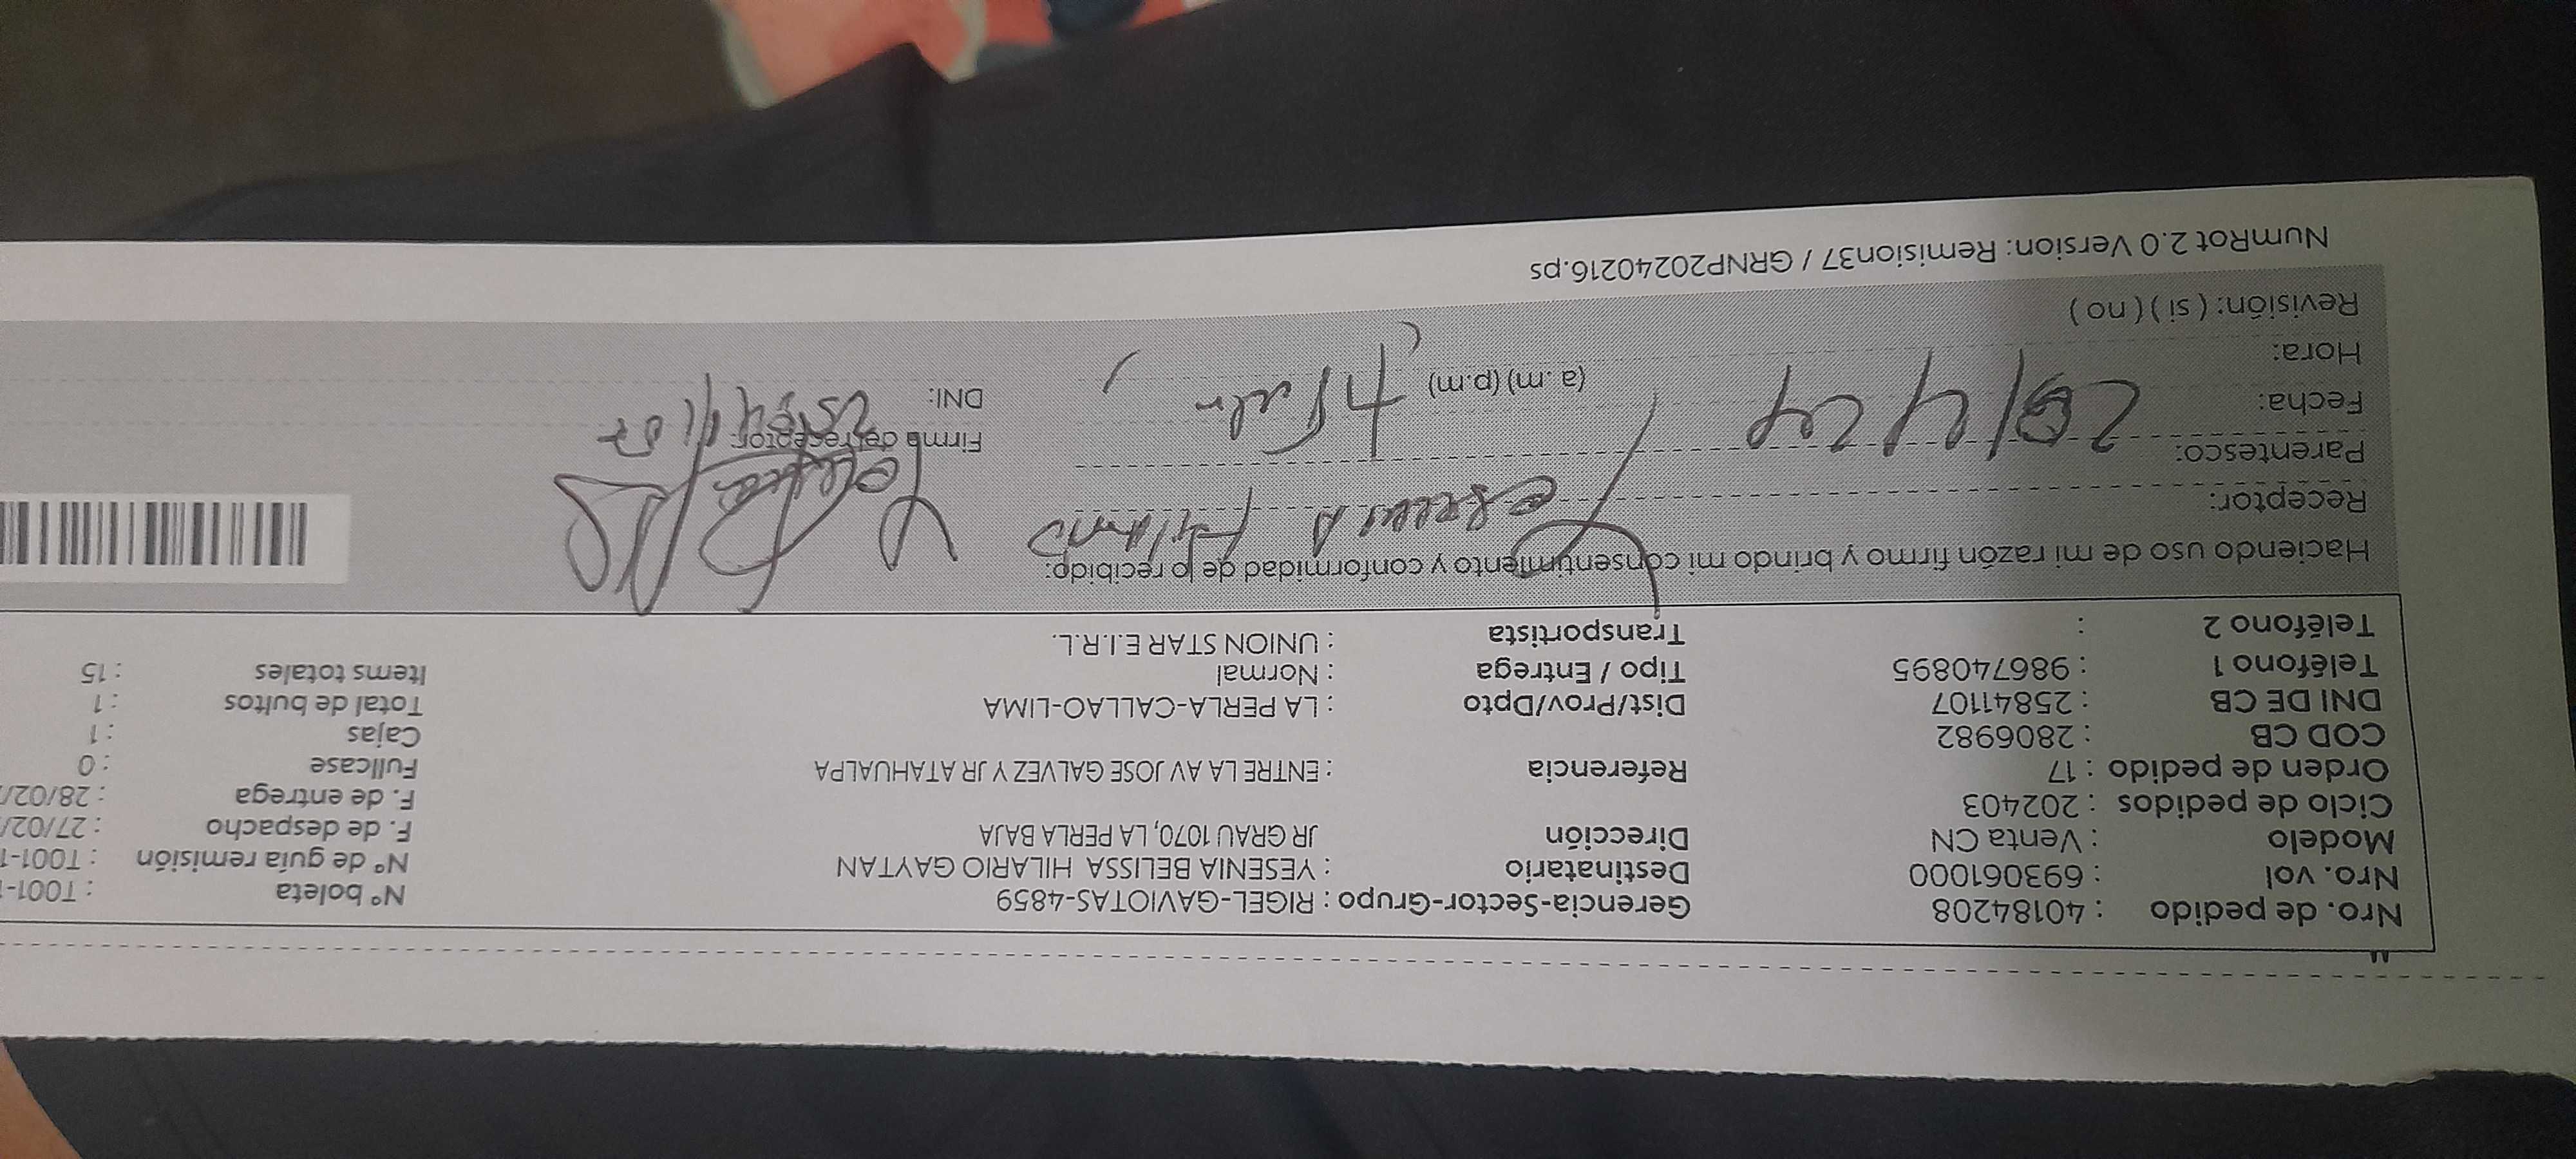 Nro. de pedido : 40184208
Nro. vol : 693061000
Modelo : Venta CN
Ciclo de pedidos : 202403
Orden de pedido : 17
COD CB : 2806982
DNI DE CB : 25841107
Teléfono 1 : 986740895
Teléfono 2 :
Gerencia-Sector-Grupo : RIGEL-GAVIOTAS-4859
Destinatario : YESENIA BELISSA HILARIO GAYTAN
Dirección JR GRAU 1070, LA PERLA BAJA
Referencia : ENTRE LA AV JOSE GALVEZ Y JR ATAHUALPA
Dist/Prov/Dpto : LA PERLA-CALLAO-LIMA
Tipo / Entrega : Normal
Transportista : UNION STAR E.I.R.L.
N° boleta : T001-
N° de guía remisión : T001-
F. de despacho : 27/02/
F. de entrega : 28/02/
Fullcase : 0
Cajas : 1
Total de bultos : 1
Items totales : 15
Haciendo uso de mi razón firmo y brindo mi consentimiento y conformidad de lo recibido:
Receptor:
Parentesco:
Fecha:
Hora: (a.m) (p.m)
Revisión: ( si ) ( no )
Firma del receptor:
DNI: 25841107
NumRot 2.0 Version: Remision37 / GRNP20240216.ps